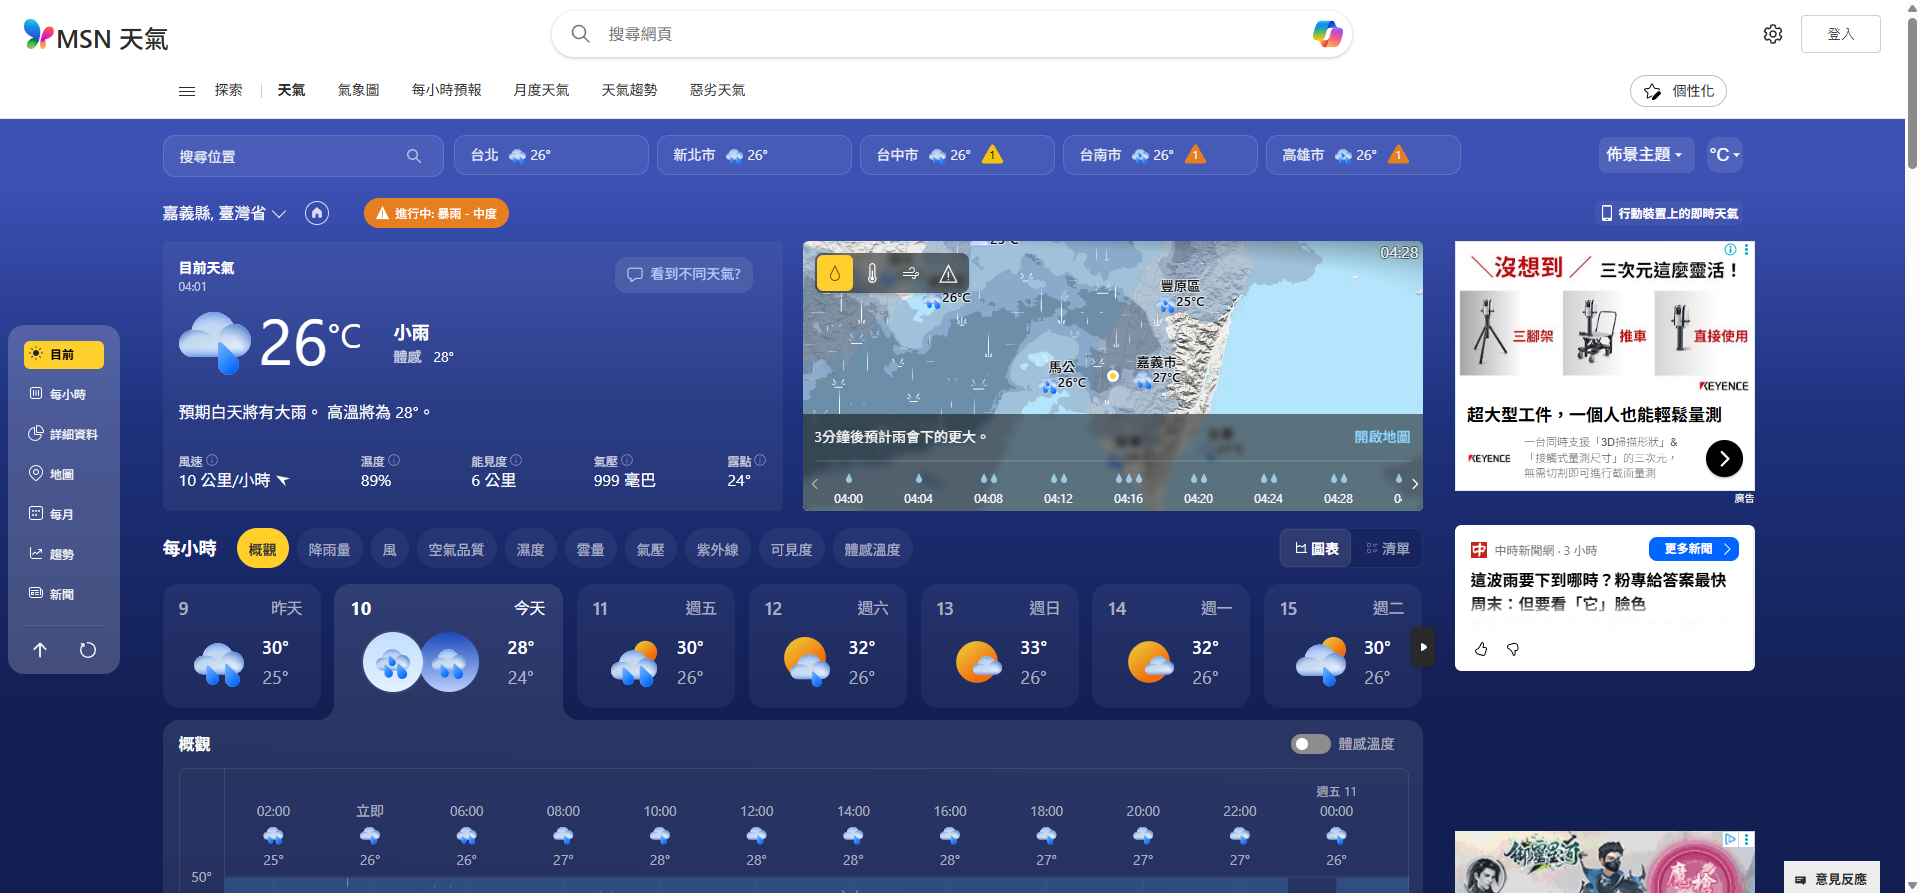 MSN 天氣
搜尋網頁
登入
探索
天氣
氣象圖
每小時預報
月度天氣
天氣趨勢
惡劣天氣
個性化
搜尋位置
台北 26°
新北市 26°
台中市 26° 1
台南市 26° 1
高雄市 26° 1
佈景主題
°C
嘉義縣, 臺灣省
進行中: 暴雨 - 中度
行動裝置上的即時天氣
目前
每小時
詳細資料
地圖
每月
趨勢
新聞
目前天氣
04:01
看到不同天氣?
26°C
小雨
體感 28°
預期白天將有大雨。 高溫將為 28°。
風速
10 公里/小時
濕度
89%
能見度
6 公里
氣壓
999 毫巴
露點
24°
04:28
26°C
豐原區
25°C
馬公
26°C
嘉義市
27°C
3分鐘後預計雨會下的更大。
開啟地圖
04:00 04:04 04:08 04:12 04:16 04:20 04:24 04:28
沒想到
三次元這麼靈活！
三腳架
推車
直接使用
KEYENCE
超大型工件，一個人也能輕鬆量測
KEYENCE
一台同時支援「3D掃描形狀」&
「接觸式量測尺寸」的三次元，
無需切割即可進行截面量測
廣告
每小時
概觀
降雨量
風
空氣品質
濕度
雲量
氣壓
紫外線
可見度
體感溫度
圖表
清單
9 昨天
30°
25°
10 今天
28°
24°
11 週五
30°
26°
12 週六
32°
26°
13 週日
33°
26°
14 週一
32°
26°
15 週二
30°
26°
中時新聞網 · 3 小時
更多新聞
這波雨要下到哪時？粉專給答案最快
周末：但要看「它」臉色
概觀
體感溫度
週五 11
02:00 立即 06:00 08:00 10:00 12:00 14:00 16:00 18:00 20:00 22:00 00:00
25° 26° 26° 27° 28° 28° 28° 28° 27° 27° 27° 26°
50°
意見反應